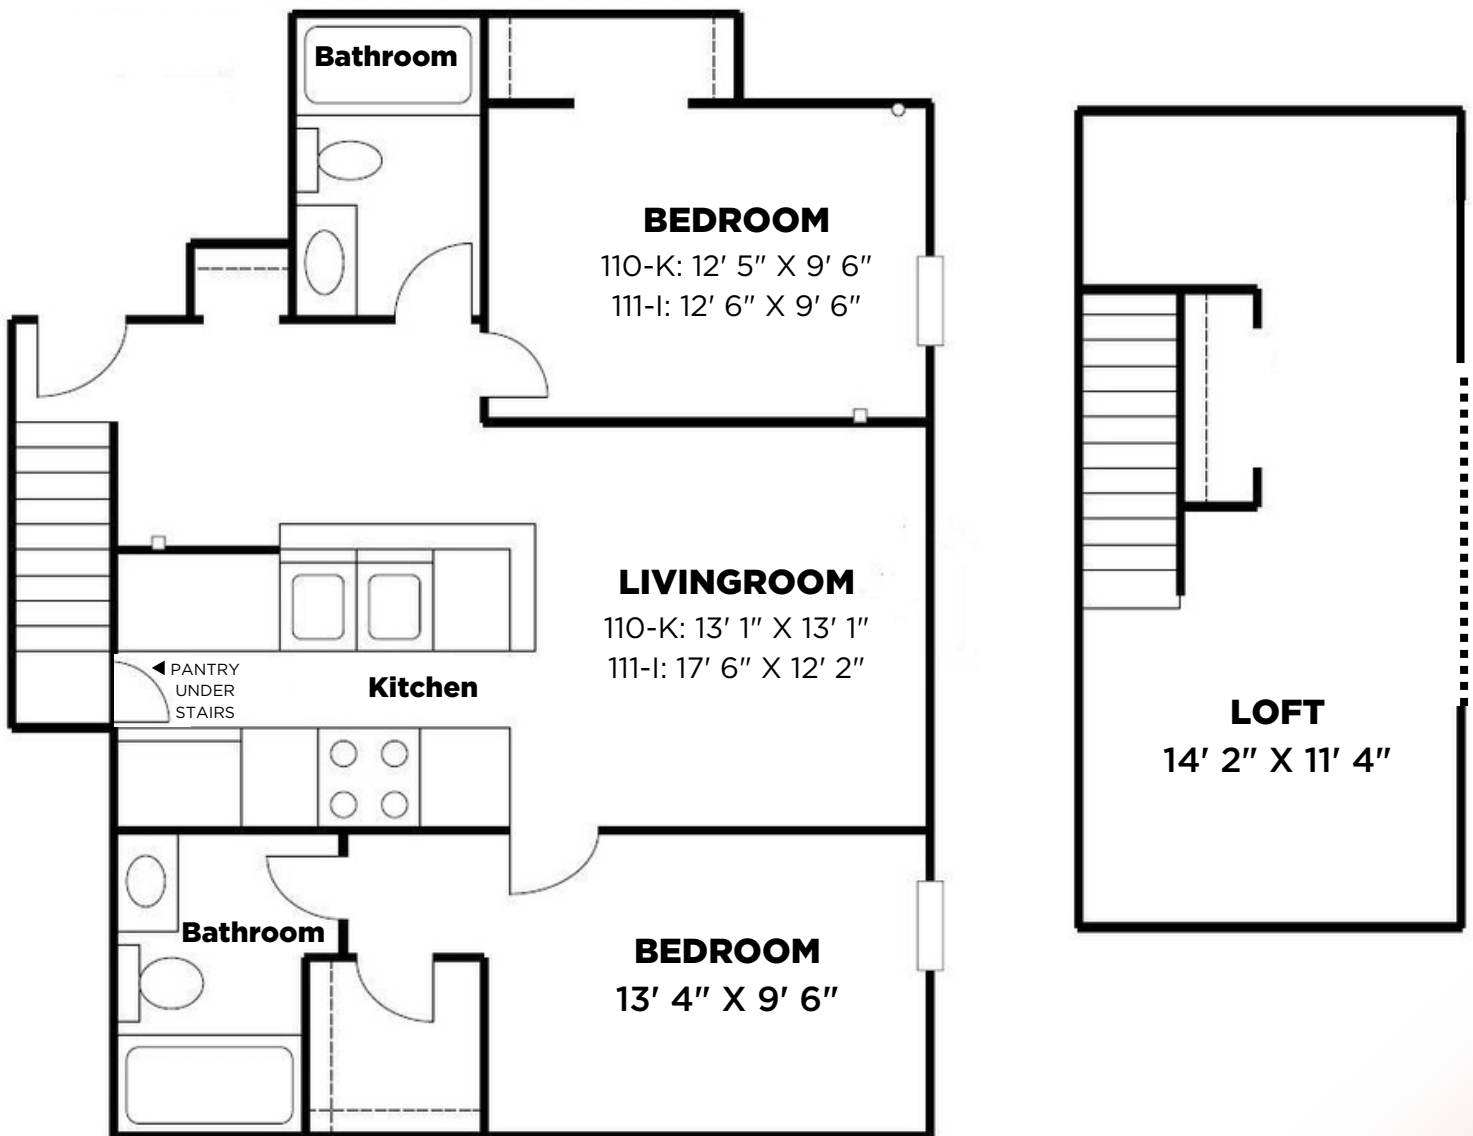 Bathroom
BEDROOM
110-K: 12' 5" X 9' 6"
111-I: 12' 6" X 9' 6"
LIVINGROOM
110-K: 13' 1" X 13' 1"
111-I: 17' 6" X 12' 2"
PANTRY
UNDER
STAIRS
Kitchen
LOFT
14' 2" X 11' 4"
Bathroom
BEDROOM
13' 4" X 9' 6"